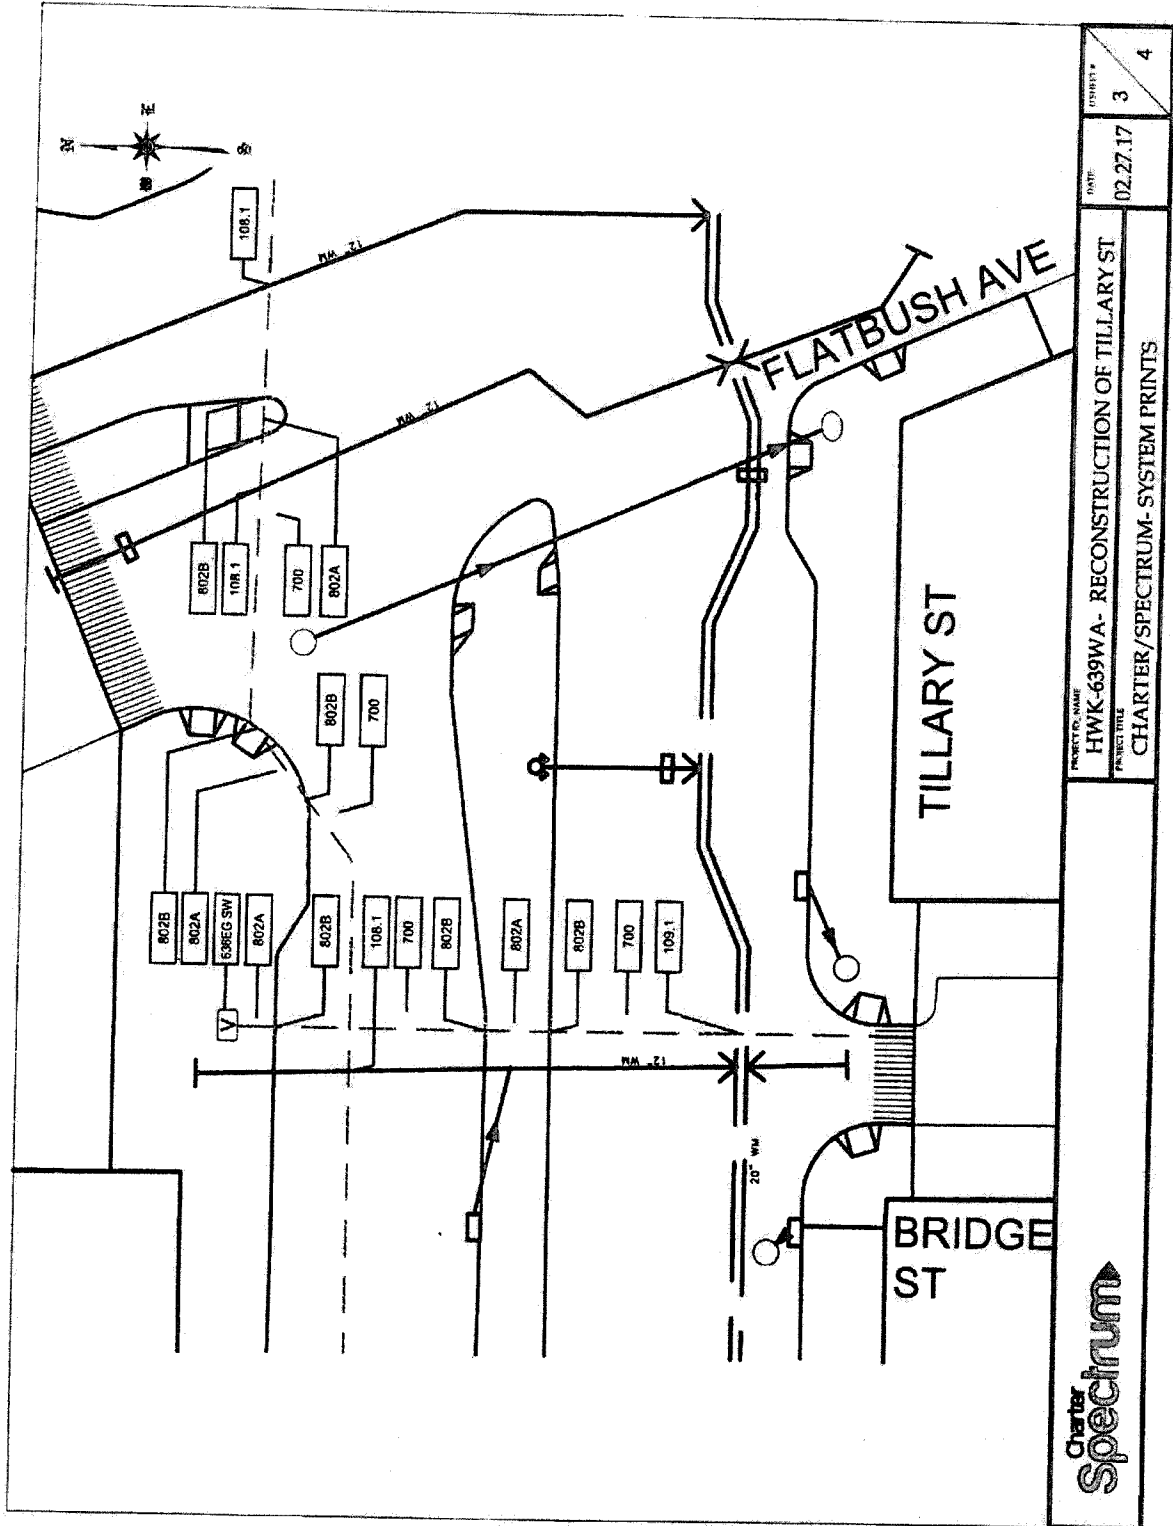 N
E
S
108.1
12" WM
12" WM
802B
108.1
700
802A
802B
700
802B
802A
636EG SW
802A
V
802B
108.1
700
802B
802A
802B
700
109.1
12" WM
20" WM
FLATBUSH AVE
TILLARY ST
BRIDGE
ST
PROJECT ID, NAME
HWK-639WA- RECONSTRUCTION OF TILLARY ST
PROJECT TITLE
CHARTER/SPECTRUM- SYSTEM PRINTS
DATE:
02.27.17
3
4
Charter
Spectrum